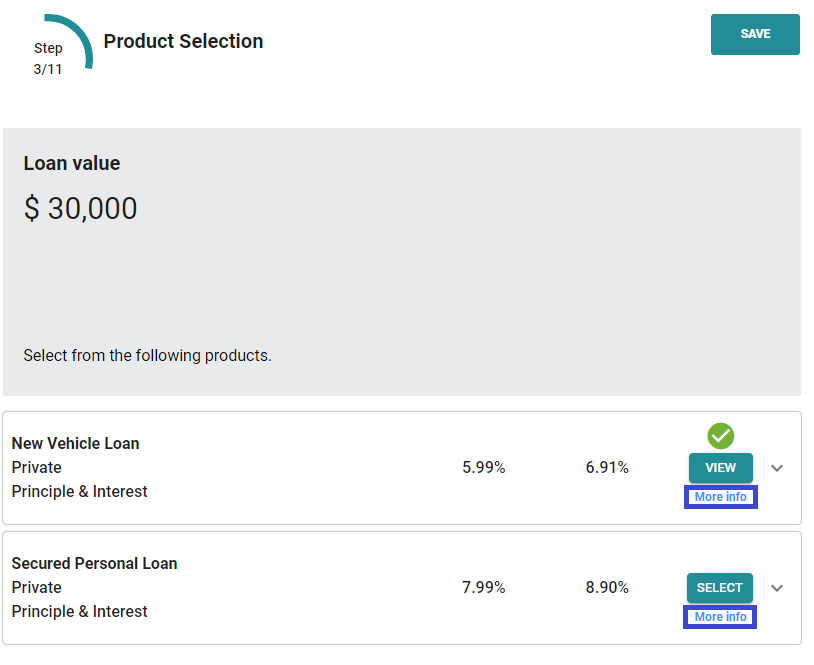 Step
3/11
Product Selection
SAVE
Loan value
$ 30,000
Select from the following products.
New Vehicle Loan
Private
Principle & Interest
5.99%
6.91%
VIEW
More info
Secured Personal Loan
Private
Principle & Interest
7.99%
8.90%
SELECT
More info